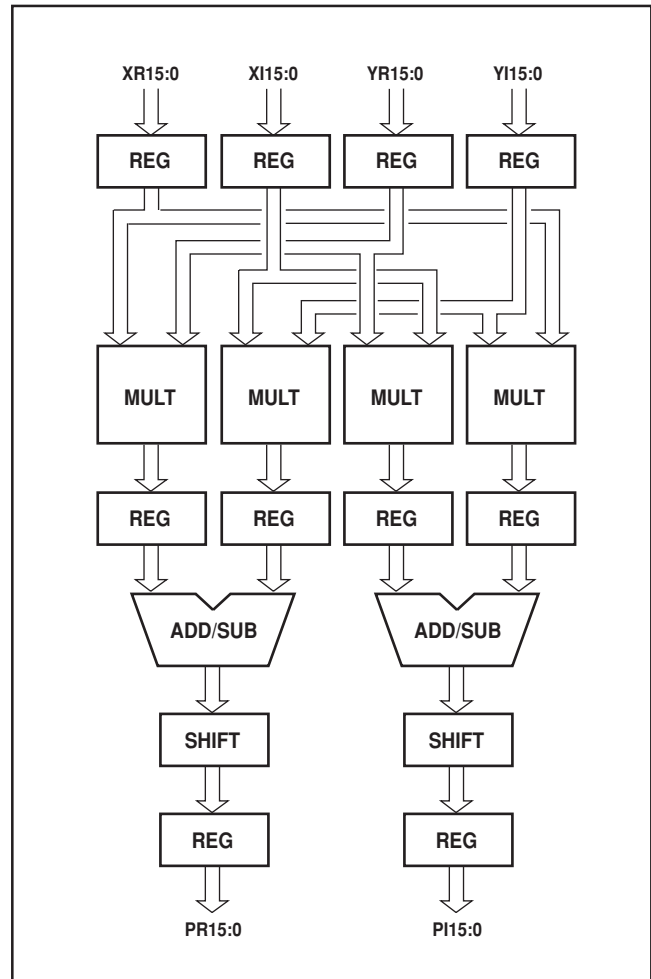 XR15:0 XI15:0 YR15:0 YI15:0
REG REG REG REG
MULT MULT MULT MULT
REG REG REG REG
ADD/SUB ADD/SUB
SHIFT SHIFT
REG REG
PR15:0 PI15:0